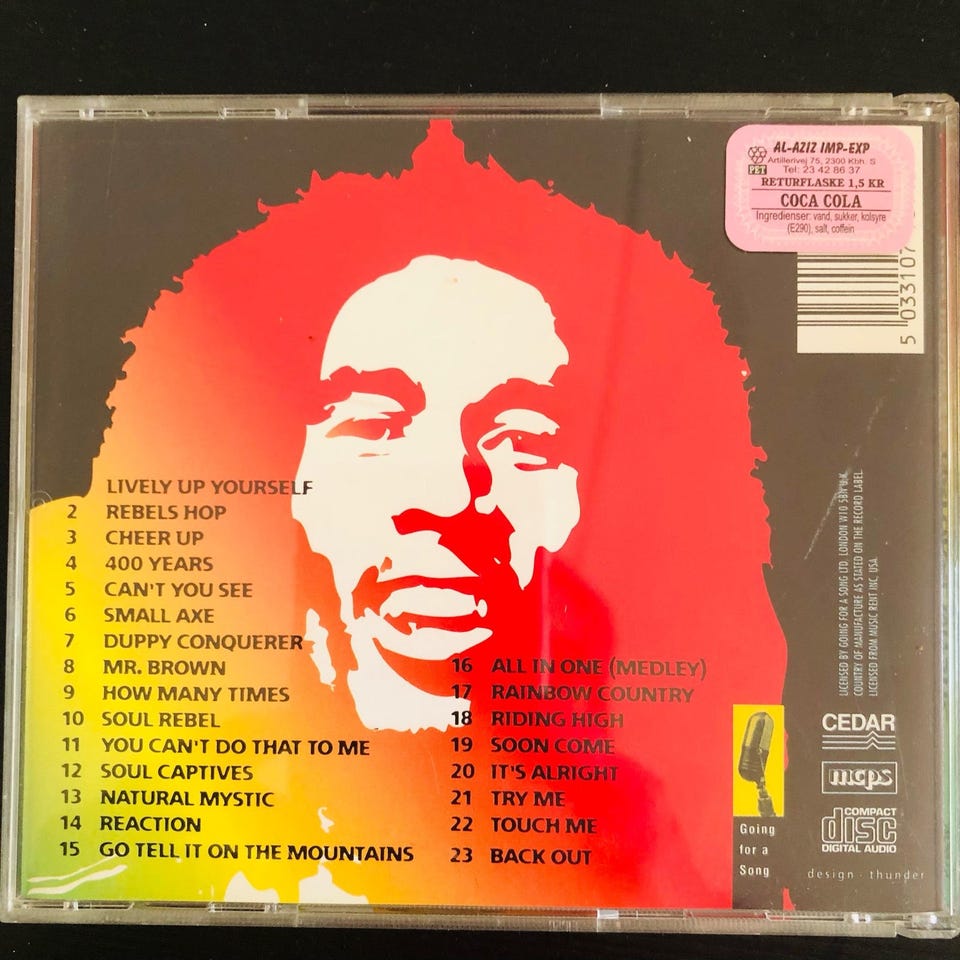 AL-AZIZ IMP-EXP
Artillerivej 75, 2300 Kbh. S
PET
Tel: 23 42 86 37
RETURFLASKE 1,5 KR
COCA COLA
Ingredienser: vand, sukker, kolsyre
(E290), salt, coffein
5 033107
LIVELY UP YOURSELF
2 REBELS HOP
3 CHEER UP
4 400 YEARS
5 CAN'T YOU SEE
6 SMALL AXE
7 DUPPY CONQUERER
8 MR. BROWN
9 HOW MANY TIMES
10 SOUL REBEL
11 YOU CAN'T DO THAT TO ME
12 SOUL CAPTIVES
13 NATURAL MYSTIC
14 REACTION
15 GO TELL IT ON THE MOUNTAINS
16 ALL IN ONE (MEDLEY)
17 RAINBOW COUNTRY
18 RIDING HIGH
19 SOON COME
20 IT'S ALRIGHT
21 TRY ME
22 TOUCH ME
23 BACK OUT
LICENSED BY GOING FOR A SONG LTD. LONDON W10 5BY U.K.
COUNTRY OF MANUFACTURE AS STATED ON THE RECORD LABEL.
LICENSED FROM MUSIC RENT INC, USA
Going
for a
Song
CEDAR
mcps
COMPACT
disc
DIGITAL AUDIO
design · thunder